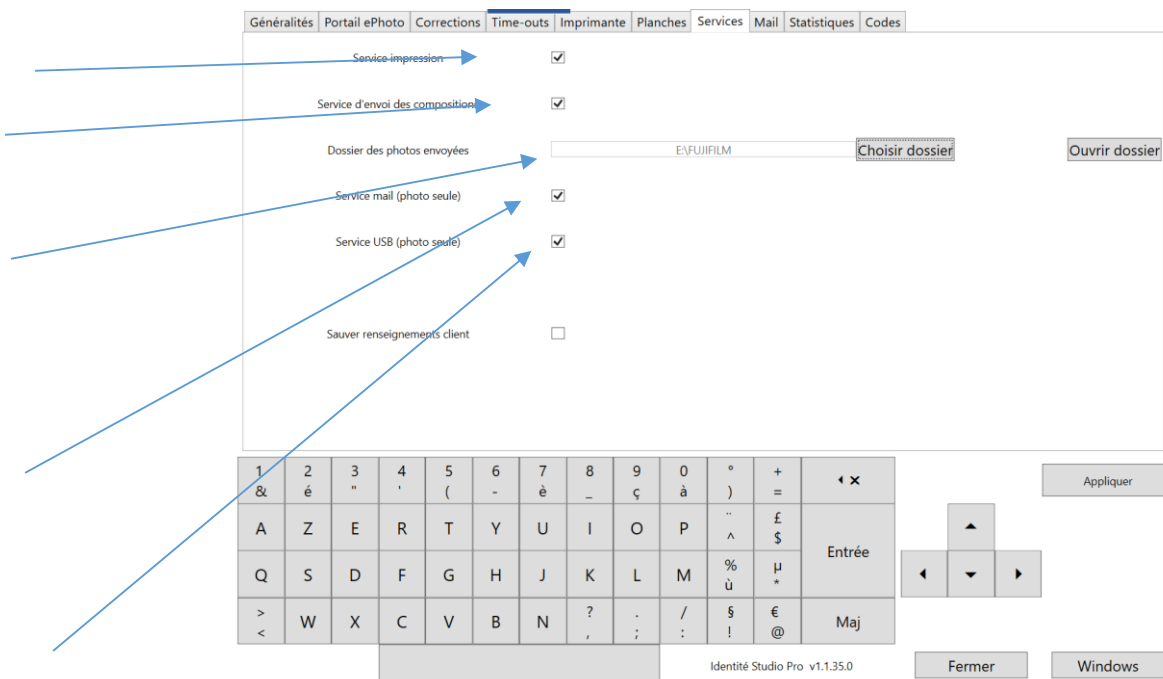 Généralités Portail ePhoto Corrections Time-outs Imprimante Planches Services Mail Statistiques Codes
Service impression
Service d'envoi des compositions
Dossier des photos envoyées E:\FUJIFILM Choisir dossier Ouvrir dossier
Service mail (photo seule)
Service USB (photo seule)
Sauver renseignements client
1 2 3 4 5 6 7 8 9 0 ° +
& é " ' ( - è _ ç à ) =
Appliquer
A Z E R T Y U I O P ¨ £
^ $
Entrée
Q S D F G H J K L M % µ
ù *
> W X C V B N ? . / § € Maj
< , ; : ! @
Identité Studio Pro v1.1.35.0 Fermer Windows